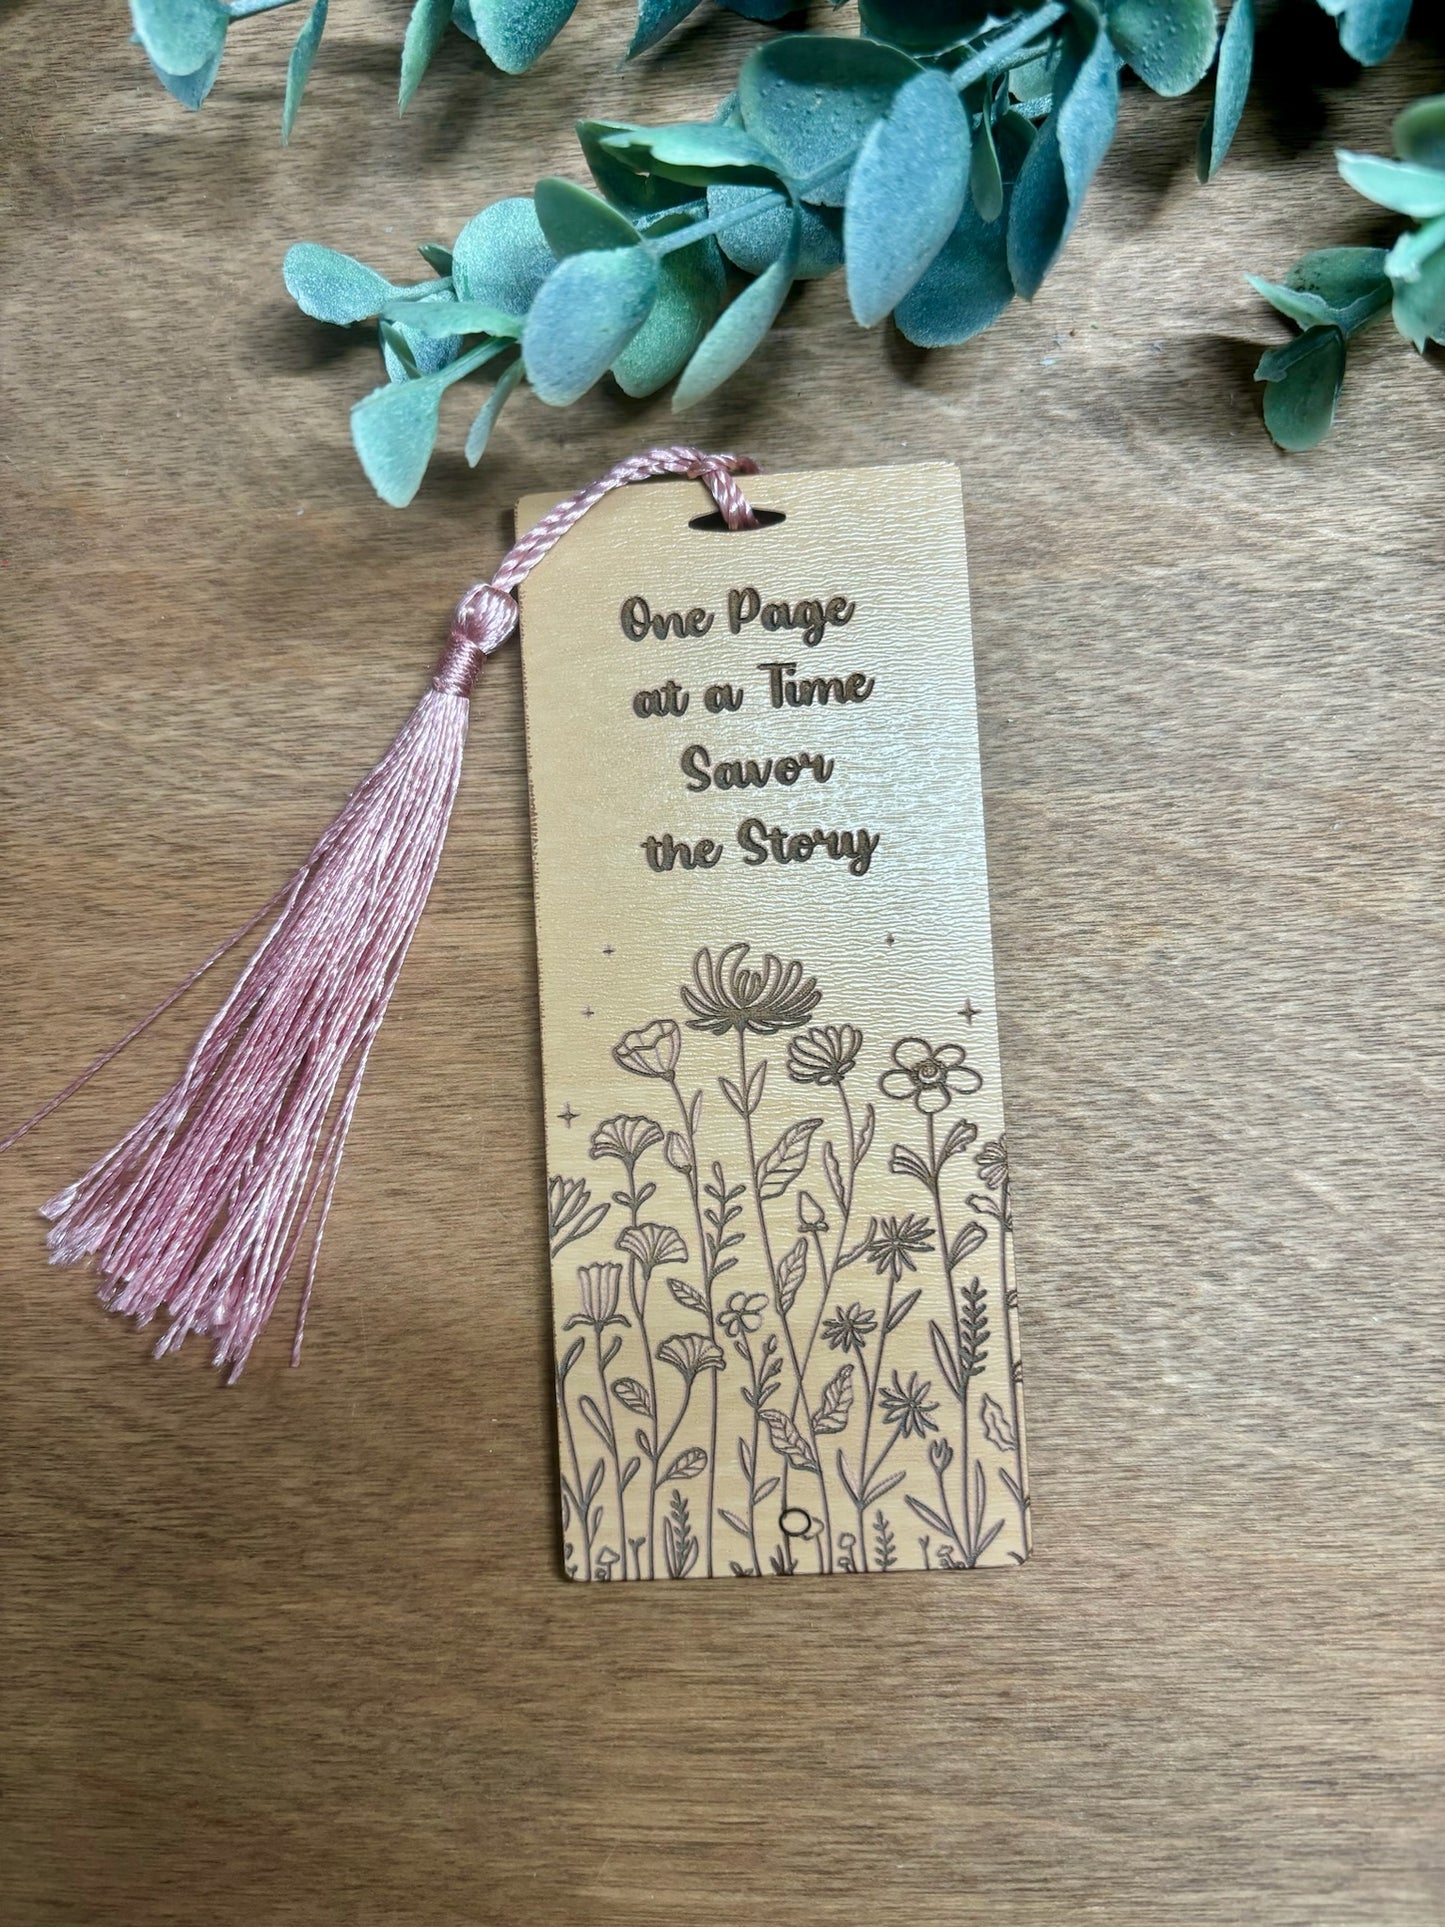 One Page
at a Time
Savor
the Story